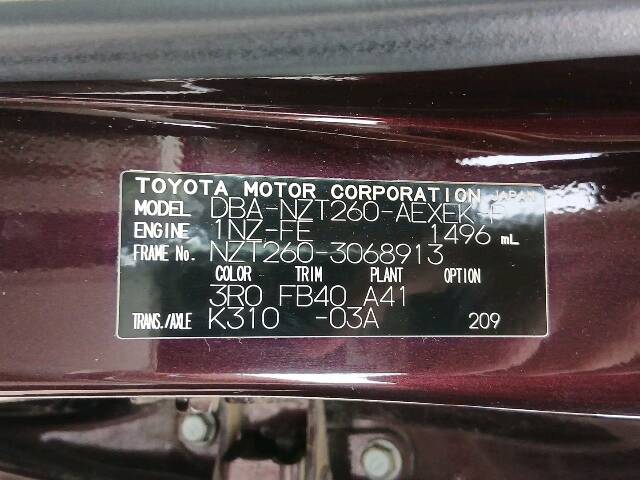 TOYOTA MOTOR CORPORATION JAPAN
MODEL DBA-NZT260-AEXEK
ENGINE 1NZ-FE 1496 mL
FRAME No. NZT260-3068913
COLOR TRIM PLANT OPTION
3R0 FB40 A41
TRANS./AXLE K310 -03A 209